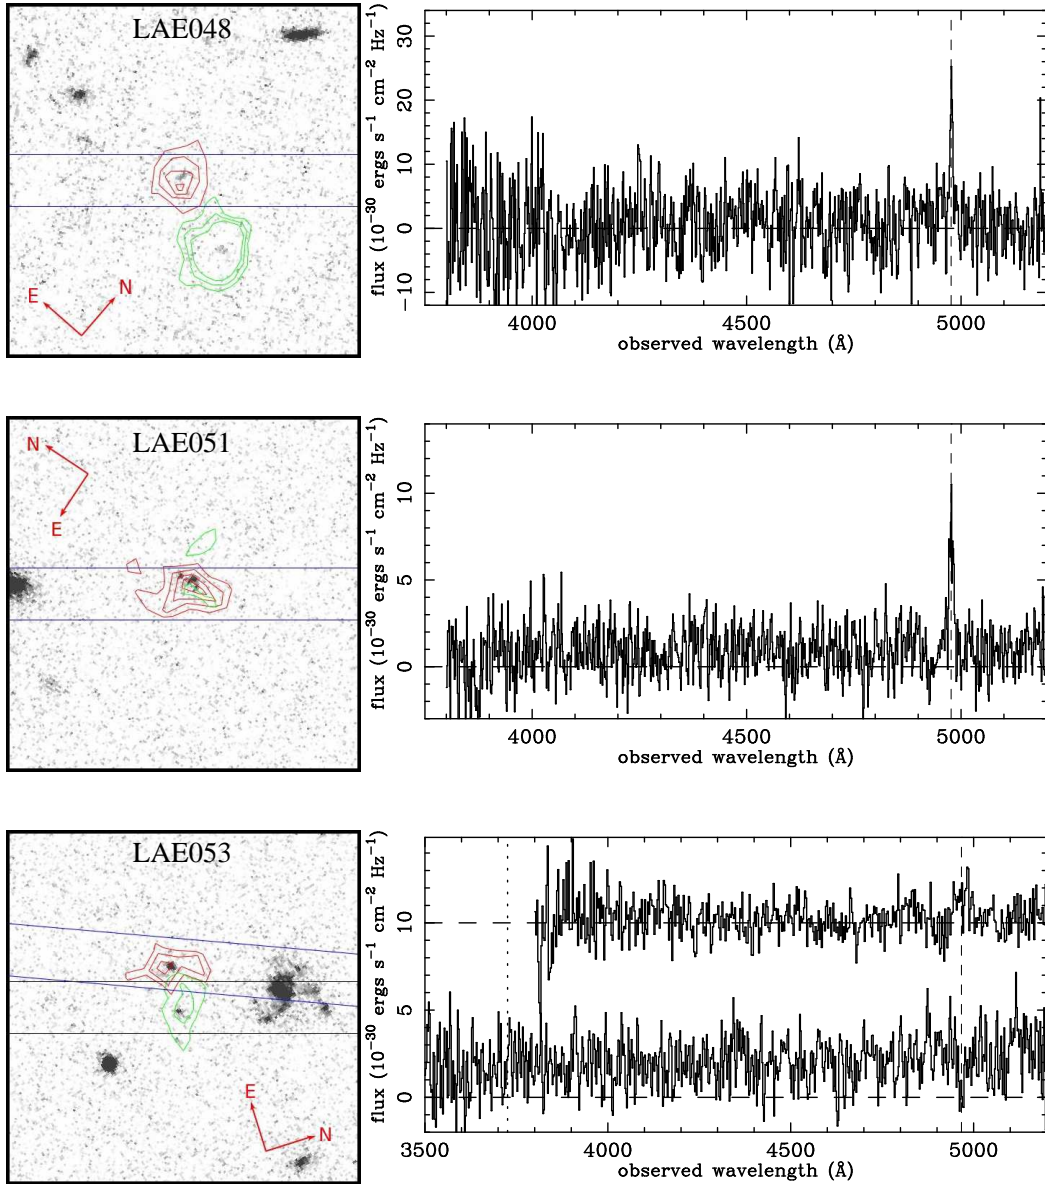 LAE048
N
E
flux (10⁻³⁰ ergs s⁻¹ cm⁻² Hz⁻¹)
30
20
10
0
−10
4000 4500 5000
observed wavelength (Å)
LAE051
N
E
flux (10⁻³⁰ ergs s⁻¹ cm⁻² Hz⁻¹)
10
5
0
4000 4500 5000
observed wavelength (Å)
LAE053
E
N
flux (10⁻³⁰ ergs s⁻¹ cm⁻² Hz⁻¹)
10
5
0
3500 4000 4500 5000
observed wavelength (Å)